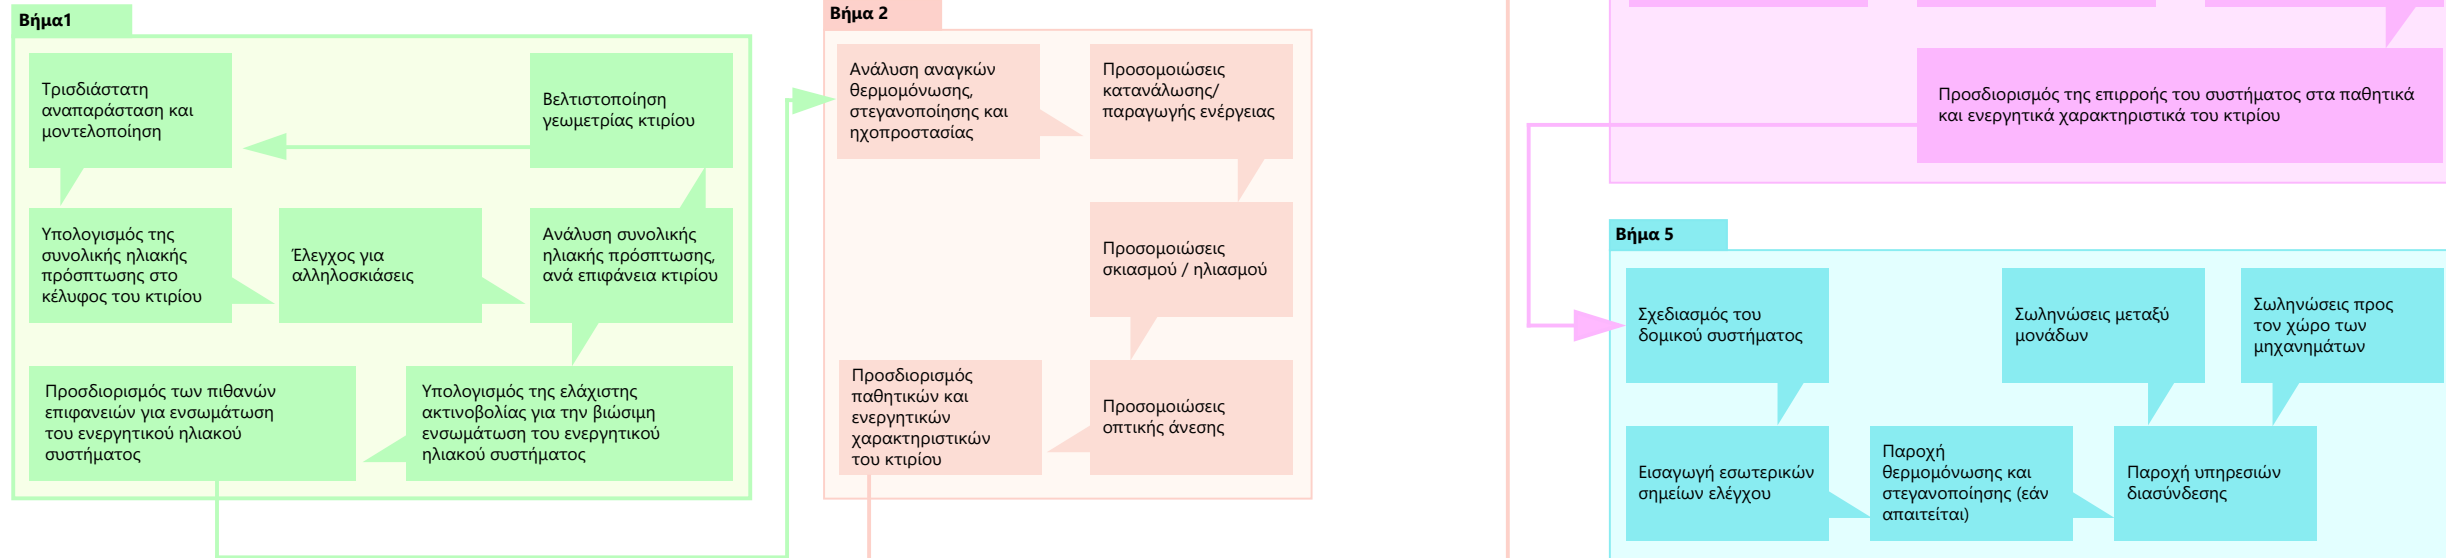 Βήμα1
Τρισδιάστατη
αναπαράσταση και
μοντελοποίηση
Βελτιστοποίηση
γεωμετρίας κτιρίου
Υπολογισμός της
συνολικής ηλιακής
πρόσπτωσης στο
κέλυφος του κτιρίου
Έλεγχος για
αλληλοσκιάσεις
Ανάλυση συνολικής
ηλιακής πρόσπτωσης,
ανά επιφάνεια κτιρίου
Προσδιορισμός των πιθανών
επιφανειών για ενσωμάτωση
του ενεργητικού ηλιακού
συστήματος
Υπολογισμός της ελάχιστης
ακτινοβολίας για την βιώσιμη
ενσωμάτωση του ενεργητικού
ηλιακού συστήματος
Βήμα 2
Ανάλυση αναγκών
θερμομόνωσης,
στεγανοποίησης και
ηχοπροστασίας
Προσομοιώσεις
κατανάλωσης/
παραγωγής ενέργειας
Προσομοιώσεις
σκιασμού / ηλιασμού
Προσδιορισμός
παθητικών και
ενεργητικών
χαρακτηριστικών
του κτιρίου
Προσομοιώσεις
οπτικής άνεσης
Προσδιορισμός της επιρροής του συστήματος στα παθητικά
και ενεργητικά χαρακτηριστικά του κτιρίου
Βήμα 5
Σχεδιασμός του
δομικού συστήματος
Σωληνώσεις μεταξύ
μονάδων
Σωληνώσεις προς
τον χώρο των
μηχανημάτων
Εισαγωγή εσωτερικών
σημείων ελέγχου
Παροχή
θερμομόνωσης και
στεγανοποίησης (εάν
απαιτείται)
Παροχή υπηρεσιών
διασύνδεσης